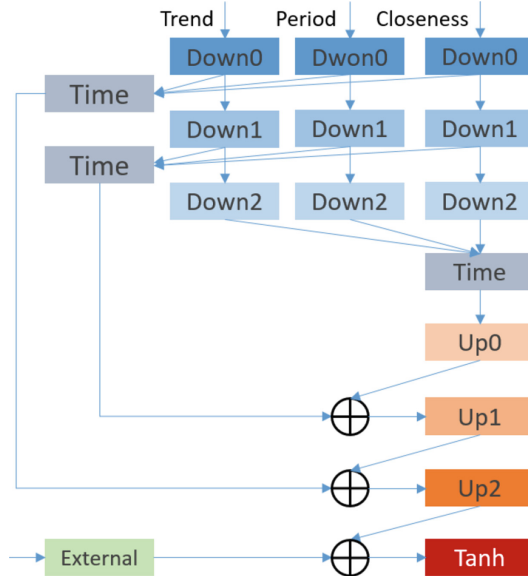 Trend Period Closeness
Down0 Dwon0 Down0
Time
Down1 Down1 Down1
Time
Down2 Down2 Down2
Time
Up0
Up1
Up2
External Tanh